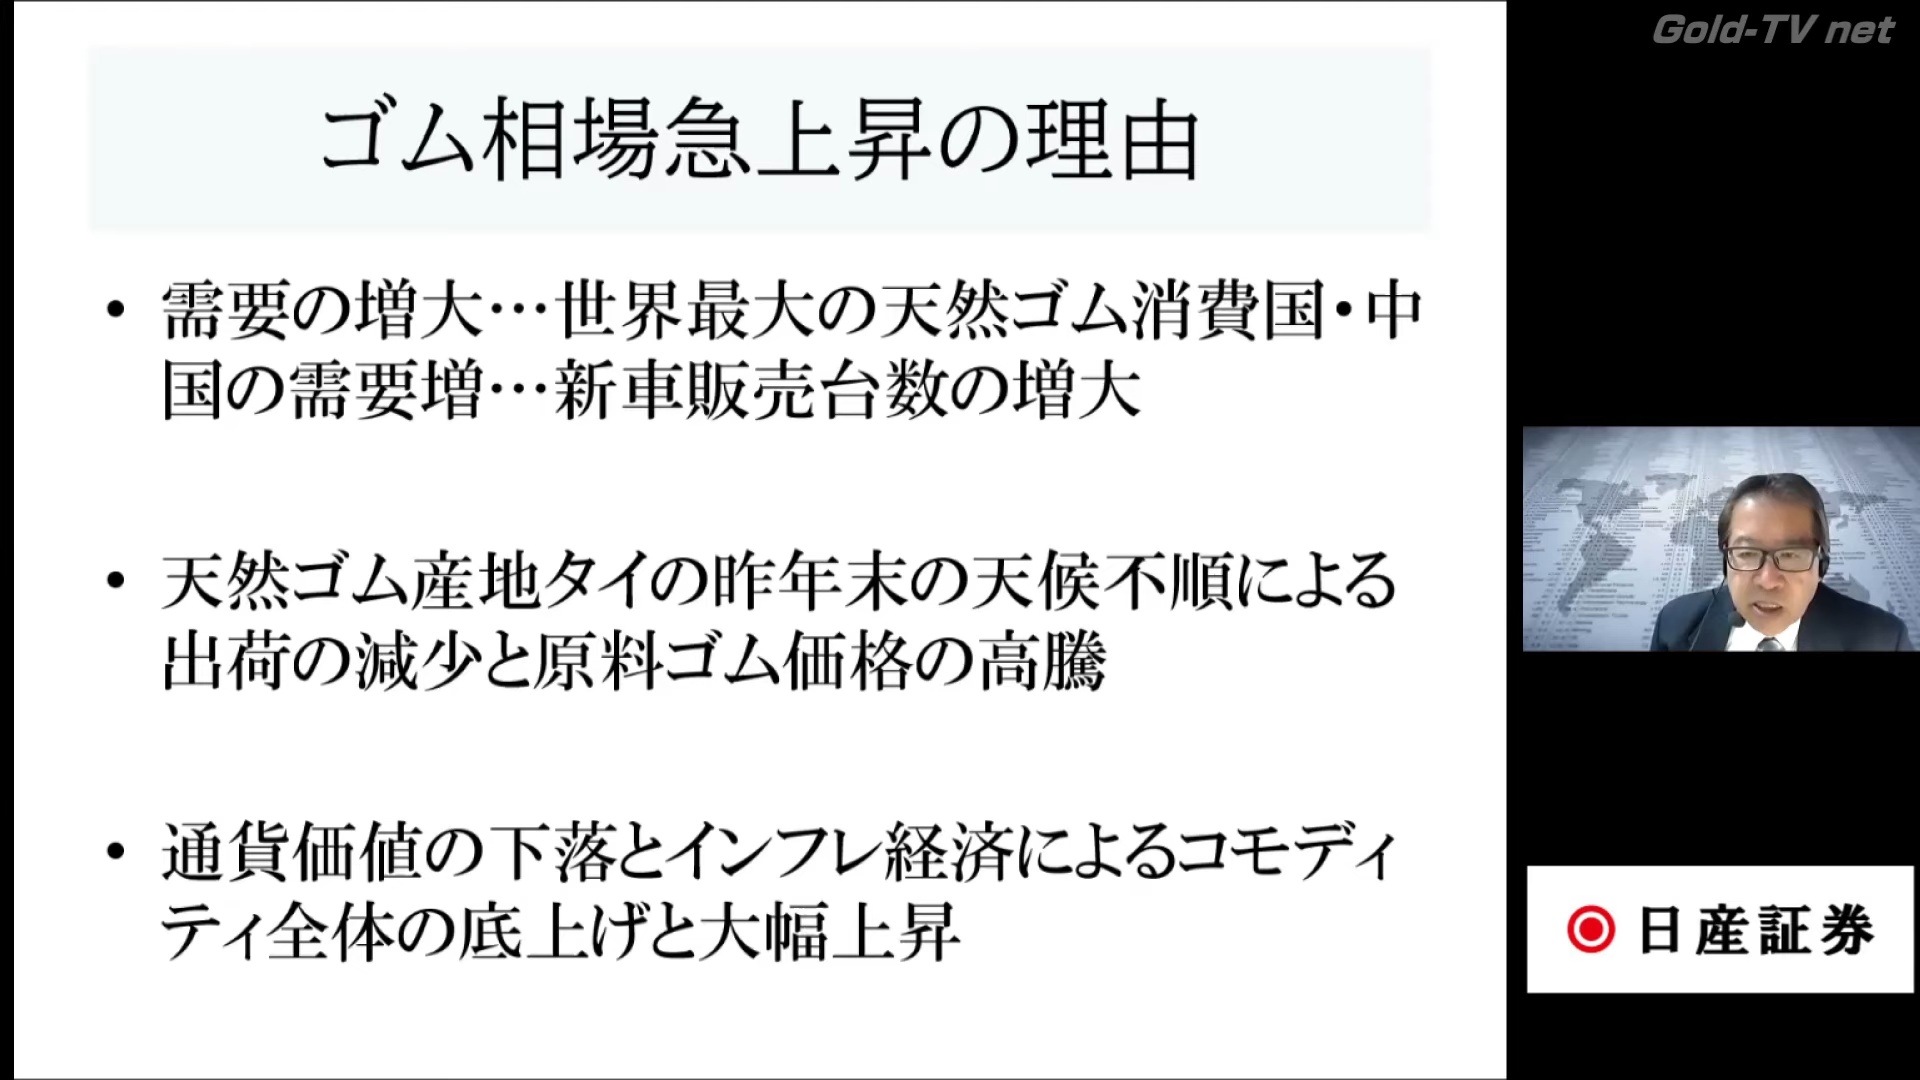 Gold-TV net
ゴム相場急上昇の理由
• 需要の増大…世界最大の天然ゴム消費国・中
国の需要増…新車販売台数の増大
• 天然ゴム産地タイの昨年末の天候不順による
出荷の減少と原料ゴム価格の高騰
• 通貨価値の下落とインフレ経済によるコモディ
ティ全体の底上げと大幅上昇
日産証券